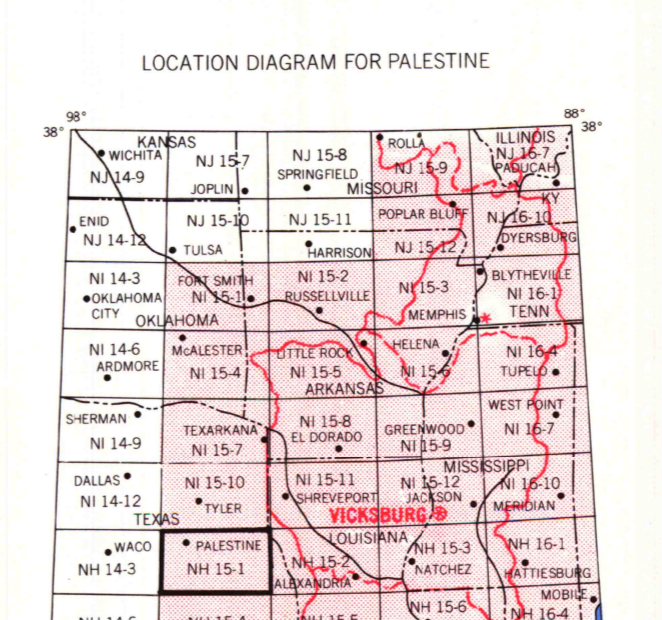 LOCATION DIAGRAM FOR PALESTINE
98°
88°
38°
38°
KANSAS
WICHITA
NJ 14-9
NJ 15-7
JOPLIN
NJ 15-8
SPRINGFIELD
MISSOURI
ROLLA
NJ 15-9
ILLINOIS
NJ 16-7
PADUCAH
KY
ENID
NJ 14-12
NJ 15-10
TULSA
NJ 15-11
HARRISON
POPLAR BLUFF
NJ 15-12
NJ 16-10
DYERSBURG
NI 14-3
OKLAHOMA
CITY
FORT SMITH
NI 15-1
OKLAHOMA
NI 15-2
RUSSELLVILLE
NI 15-3
MEMPHIS
BLYTHEVILLE
NI 16-1
TENN
NI 14-6
ARDMORE
McALESTER
NI 15-4
LITTLE ROCK
NI 15-5
ARKANSAS
HELENA
NI 15-6
NI 16-4
TUPELO
SHERMAN
NI 14-9
TEXARKANA
NI 15-7
NI 15-8
EL DORADO
GREENWOOD
NI 15-9
WEST POINT
NI 16-7
MISSISSIPPI
DALLAS
NI 14-12
TEXAS
NI 15-10
TYLER
NI 15-11
SHREVEPORT
NI 15-12
JACKSON
NI 16-10
MERIDIAN
VICKSBURG
LOUISIANA
WACO
NH 14-3
PALESTINE
NH 15-1
NH 15-2
ALEXANDRIA
NH 15-3
NATCHEZ
NH 16-1
HATTIESBURG
MOBILE
NH 15-6
NH 16-4